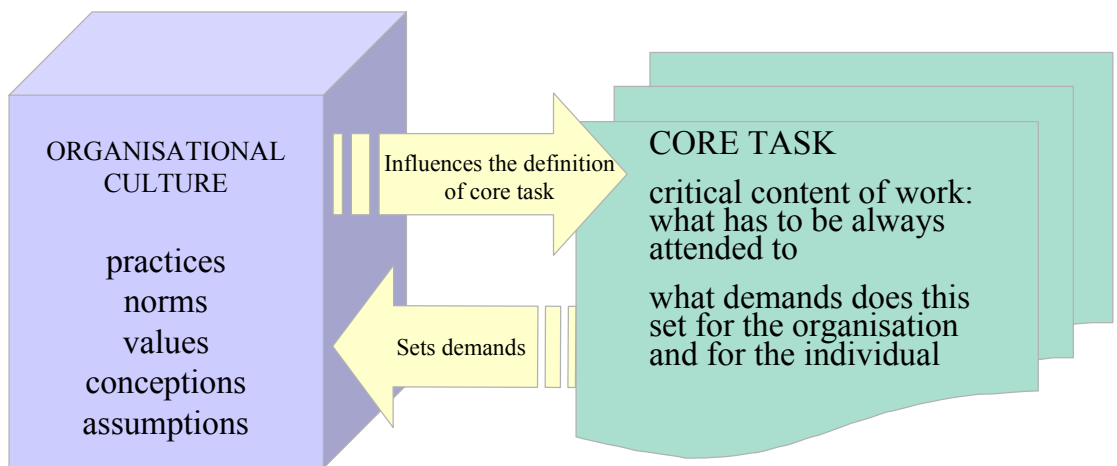 ORGANISATIONAL
CULTURE
practices
norms
values
conceptions
assumptions
Influences the definition
of core task
Sets demands
CORE TASK
critical content of work:
what has to be always
attended to
what demands does this
set for the organisation
and for the individual